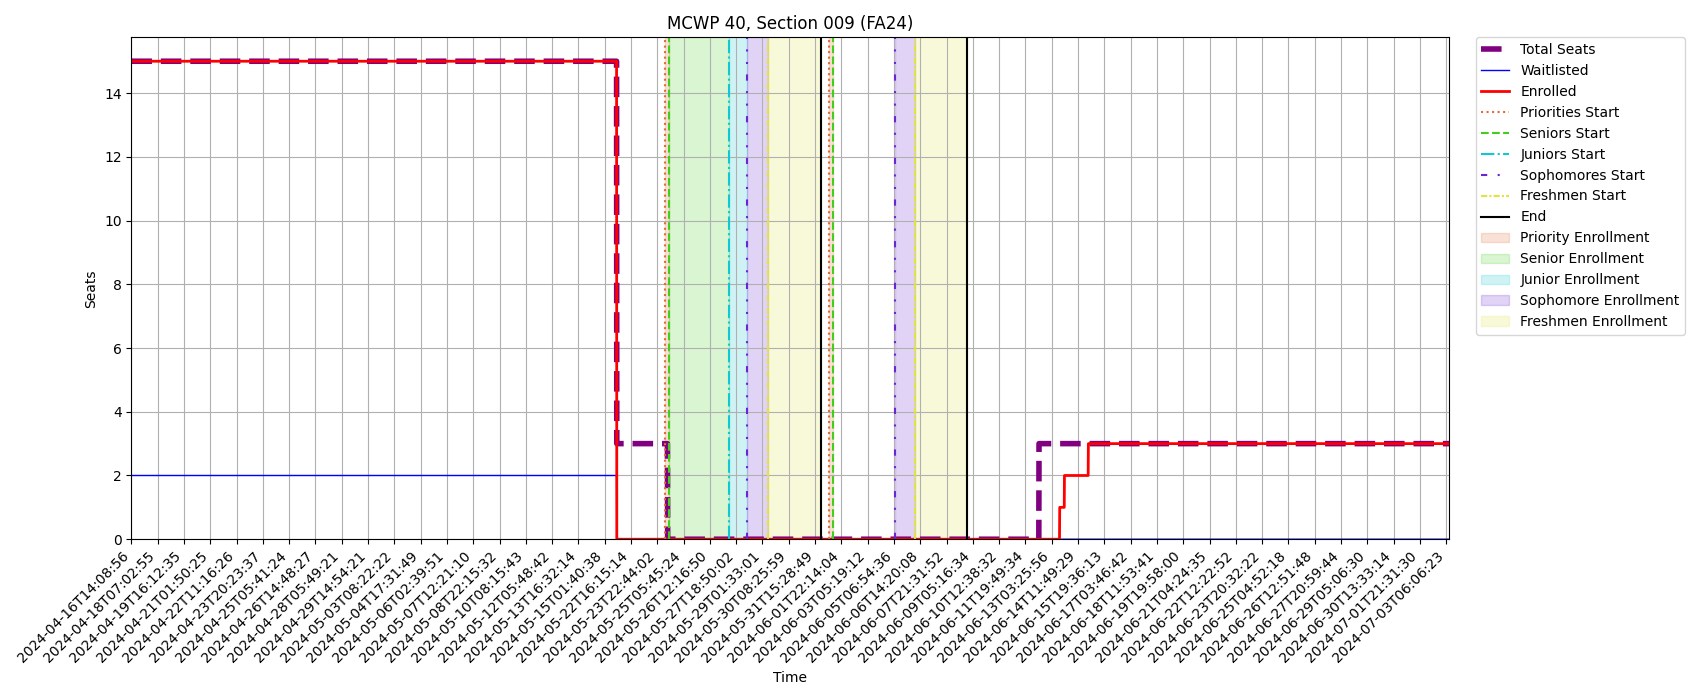 MCWP 40, Section 009 (FA24)
Seats
14
12
10
8
6
4
2
0
2024-04-16T14:08:56
2024-04-18T07:02:55
2024-04-19T16:12:35
2024-04-21T01:50:25
2024-04-22T11:16:26
2024-04-23T20:23:37
2024-04-25T05:41:24
2024-04-26T14:48:27
2024-04-28T05:49:21
2024-04-29T14:54:21
2024-05-03T08:22:22
2024-05-04T17:31:49
2024-05-06T02:39:51
2024-05-07T12:21:10
2024-05-08T22:15:32
2024-05-10T08:15:43
2024-05-12T05:48:42
2024-05-13T16:32:14
2024-05-15T01:40:38
2024-05-22T16:15:14
2024-05-23T22:44:02
2024-05-25T05:45:24
2024-05-26T12:16:50
2024-05-27T18:50:02
2024-05-29T01:33:01
2024-05-30T08:25:59
2024-05-31T15:28:49
2024-06-01T22:14:04
2024-06-03T05:19:12
2024-06-05T06:54:36
2024-06-06T14:20:08
2024-06-07T21:31:52
2024-06-09T05:16:34
2024-06-10T12:38:32
2024-06-11T19:49:34
2024-06-13T03:25:56
2024-06-14T11:49:29
2024-06-15T19:36:13
2024-06-17T03:46:42
2024-06-18T11:53:41
2024-06-19T19:58:00
2024-06-21T04:24:35
2024-06-22T12:22:52
2024-06-23T20:32:22
2024-06-25T04:52:18
2024-06-26T12:51:48
2024-06-27T20:59:44
2024-06-29T05:06:30
2024-06-30T13:33:14
2024-07-01T21:31:30
2024-07-03T06:06:23
Time
Total Seats
Waitlisted
Enrolled
Priorities Start
Seniors Start
Juniors Start
Sophomores Start
Freshmen Start
End
Priority Enrollment
Senior Enrollment
Junior Enrollment
Sophomore Enrollment
Freshmen Enrollment